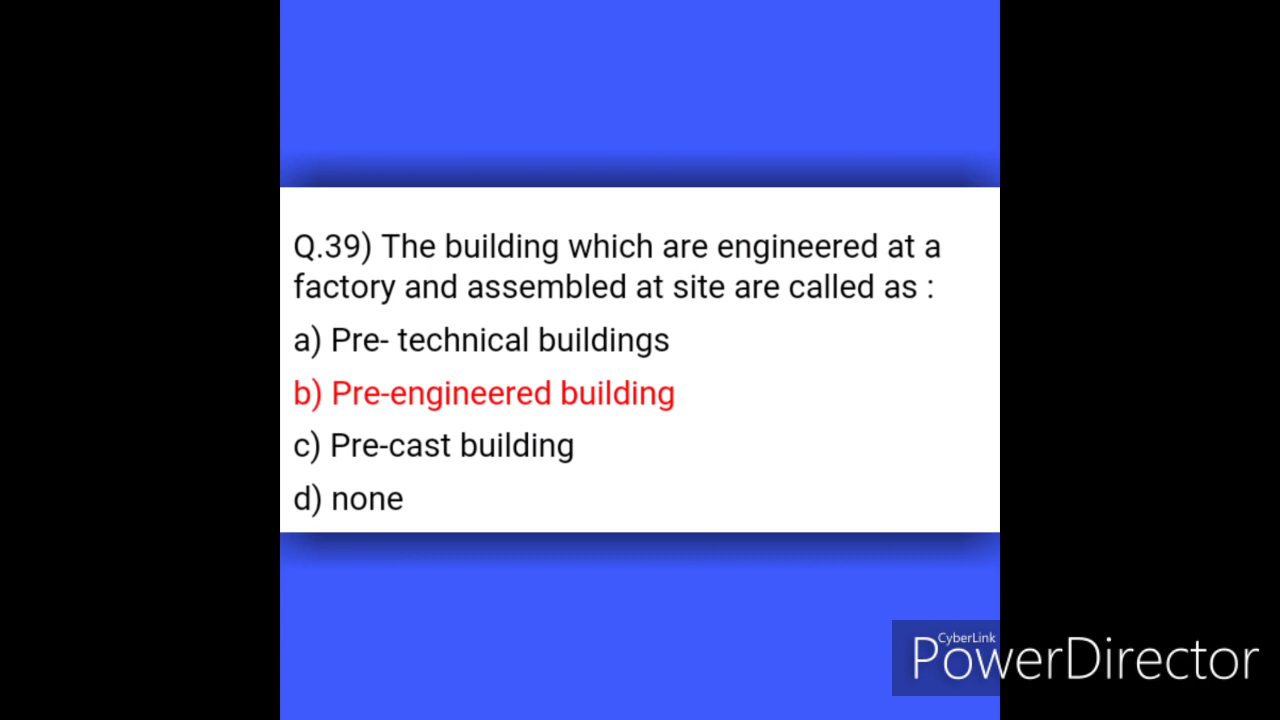 Q.39) The building which are engineered at a
factory and assembled at site are called as :
a) Pre- technical buildings
b) Pre-engineered building
c) Pre-cast building
d) none
CyberLink
PowerDirector